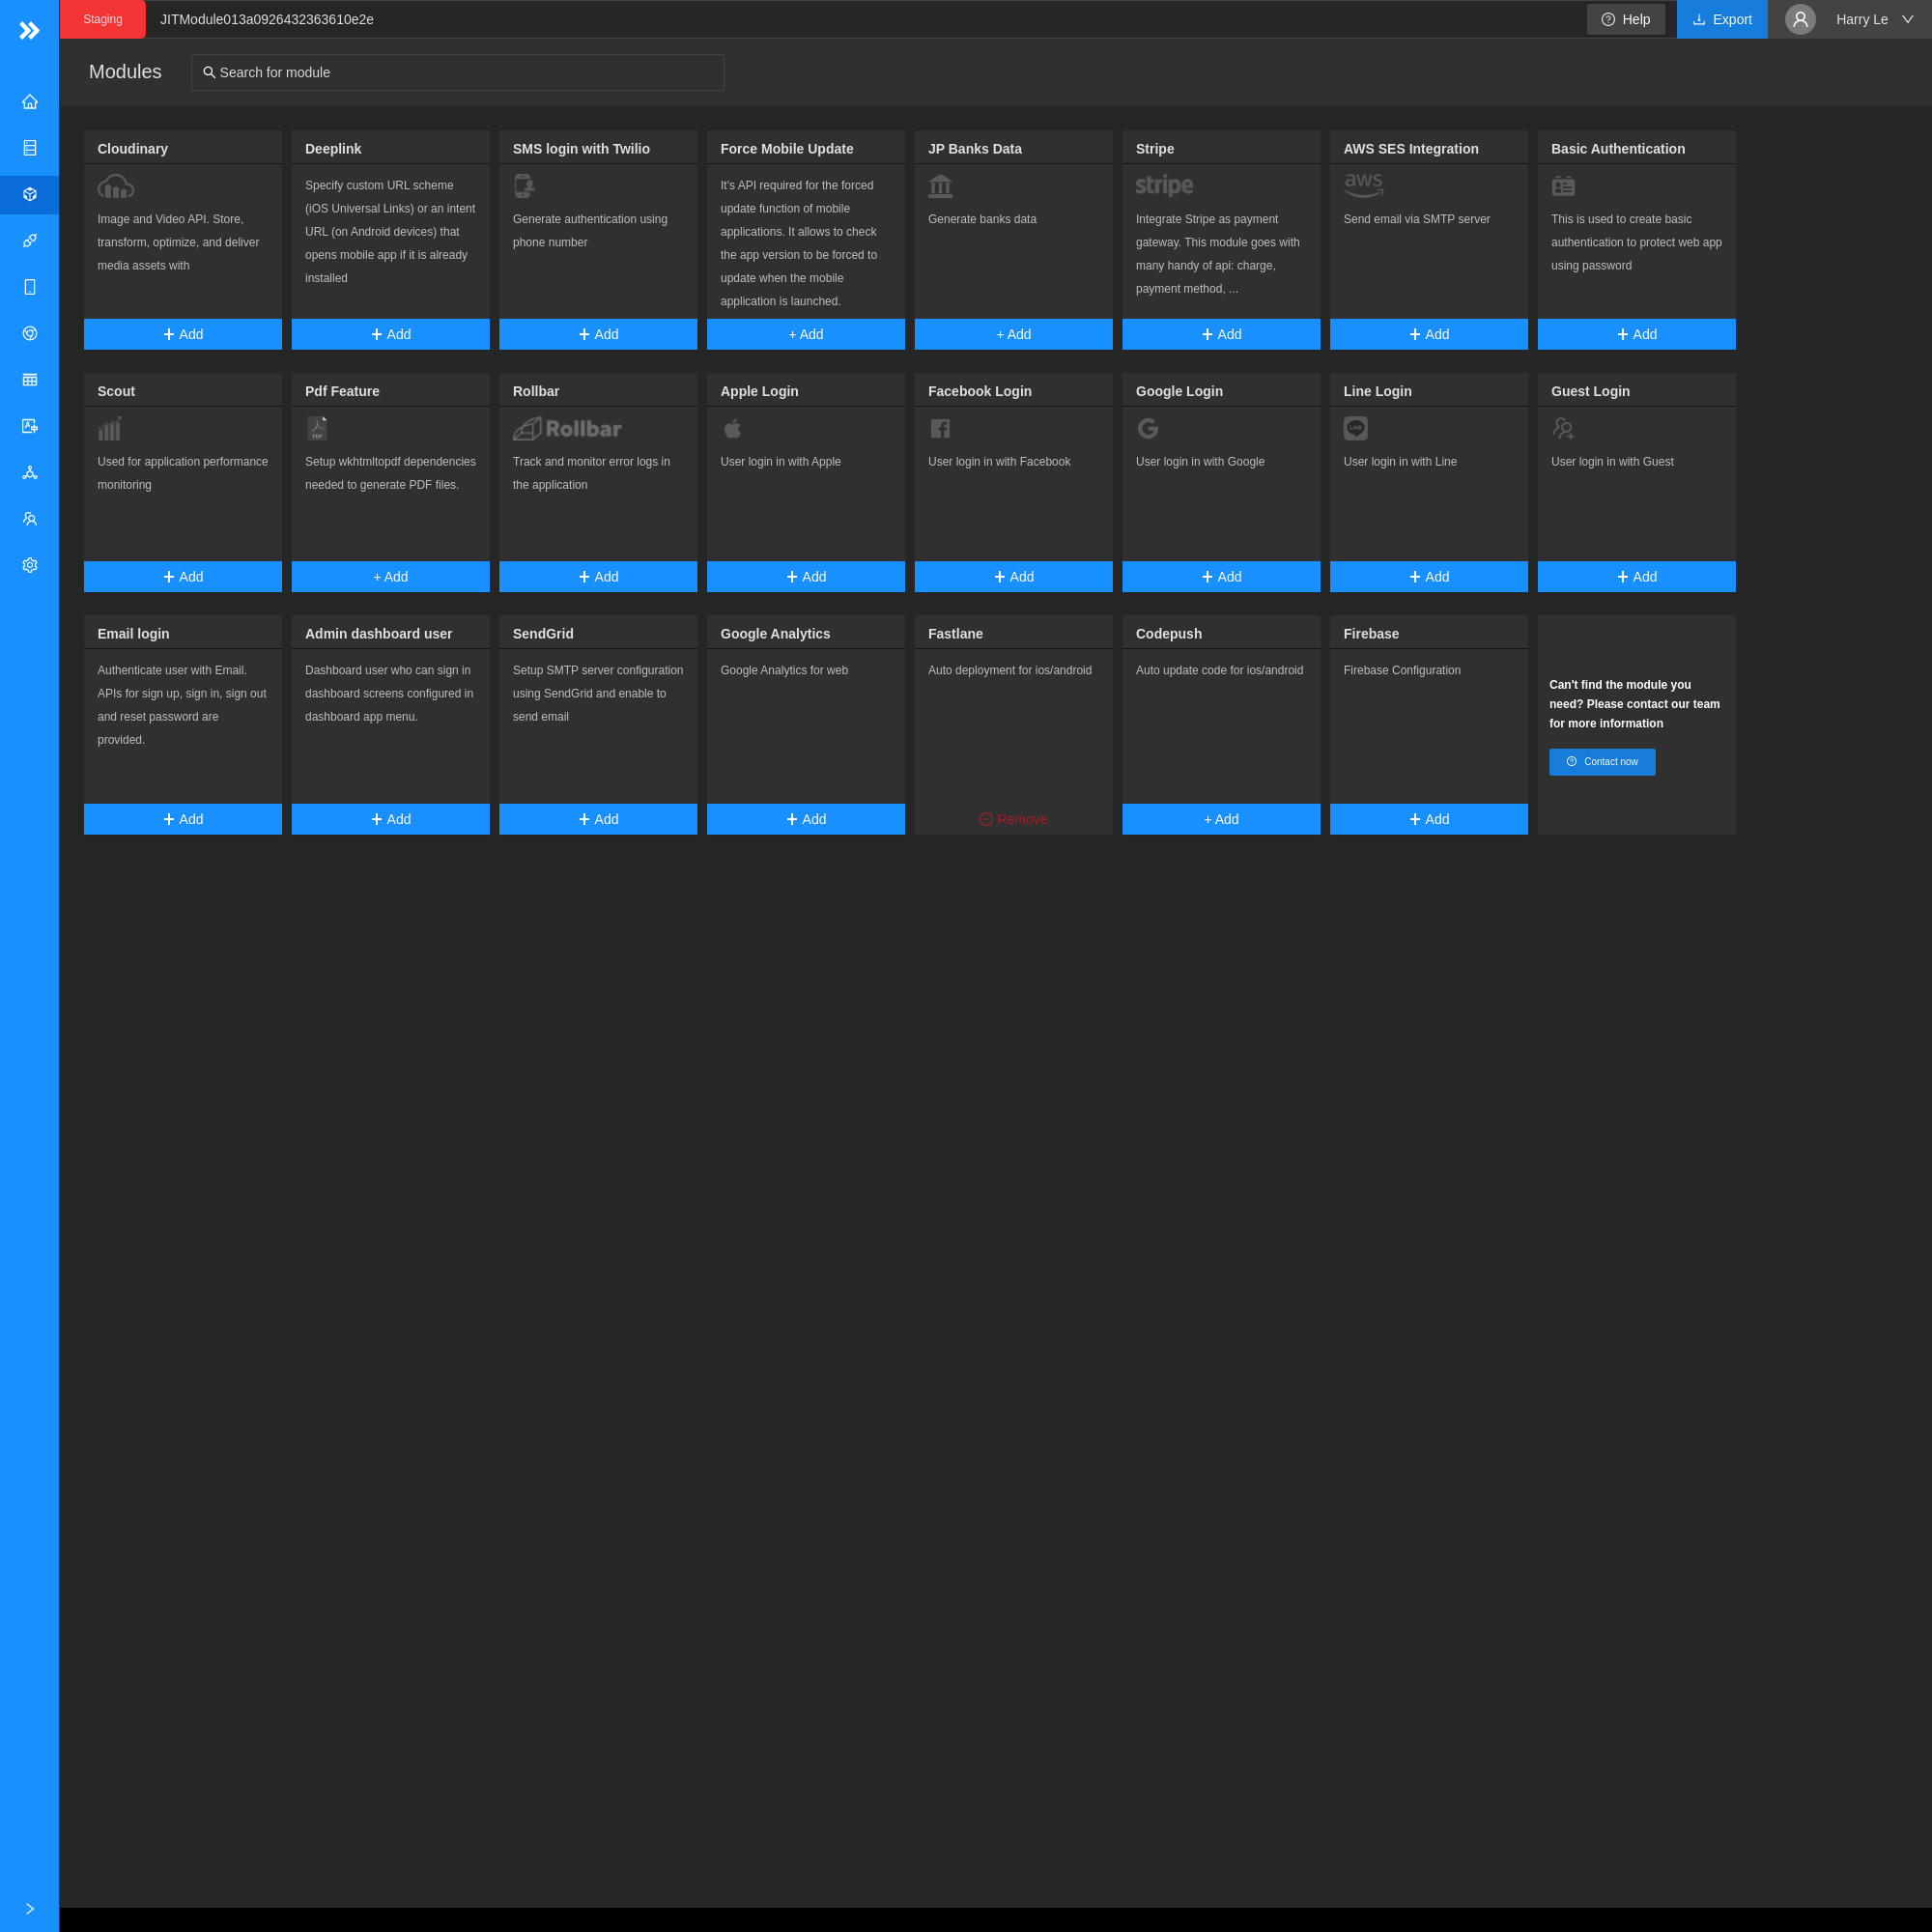 Staging
JITModule013a0926432363610e2e
Help
Export
Harry Le
Modules
Search for module
Cloudinary
Image and Video API. Store,
transform, optimize, and deliver
media assets with
+ Add
Deeplink
Specify custom URL scheme
(iOS Universal Links) or an intent
URL (on Android devices) that
opens mobile app if it is already
installed
+ Add
SMS login with Twilio
Generate authentication using
phone number
+ Add
Force Mobile Update
It's API required for the forced
update function of mobile
applications. It allows to check
the app version to be forced to
update when the mobile
application is launched.
+ Add
JP Banks Data
Generate banks data
+ Add
Stripe
stripe
Integrate Stripe as payment
gateway. This module goes with
many handy of api: charge,
payment method, ...
+ Add
AWS SES Integration
aws
Send email via SMTP server
+ Add
Basic Authentication
This is used to create basic
authentication to protect web app
using password
+ Add
Scout
Used for application performance
monitoring
+ Add
Pdf Feature
PDF
Setup wkhtmltopdf dependencies
needed to generate PDF files.
+ Add
Rollbar
Rollbar
Track and monitor error logs in
the application
+ Add
Apple Login
User login in with Apple
+ Add
Facebook Login
User login in with Facebook
+ Add
Google Login
User login in with Google
+ Add
Line Login
LINE
User login in with Line
+ Add
Guest Login
User login in with Guest
+ Add
Email login
Authenticate user with Email.
APIs for sign up, sign in, sign out
and reset password are
provided.
+ Add
Admin dashboard user
Dashboard user who can sign in
dashboard screens configured in
dashboard app menu.
+ Add
SendGrid
Setup SMTP server configuration
using SendGrid and enable to
send email
+ Add
Google Analytics
Google Analytics for web
+ Add
Fastlane
Auto deployment for ios/android
Remove
Codepush
Auto update code for ios/android
+ Add
Firebase
Firebase Configuration
+ Add
Can't find the module you
need? Please contact our team
for more information
Contact now